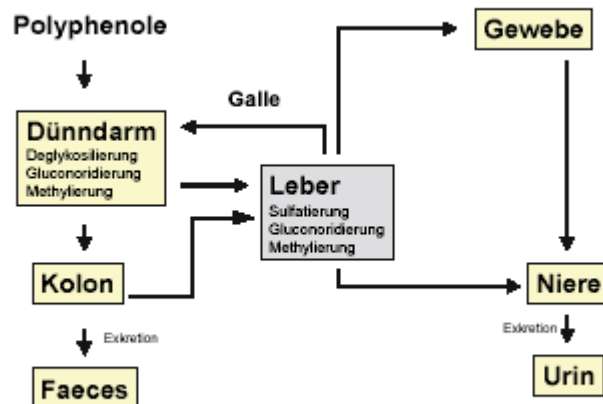 Polyphenole
Gewebe
Galle
Dünndarm
Deglykosilierung
Gluconoridierung
Methylierung
Leber
Sulfatierung
Gluconoridierung
Methylierung
Kolon
Niere
Exkretion
Exkretion
Faeces
Urin